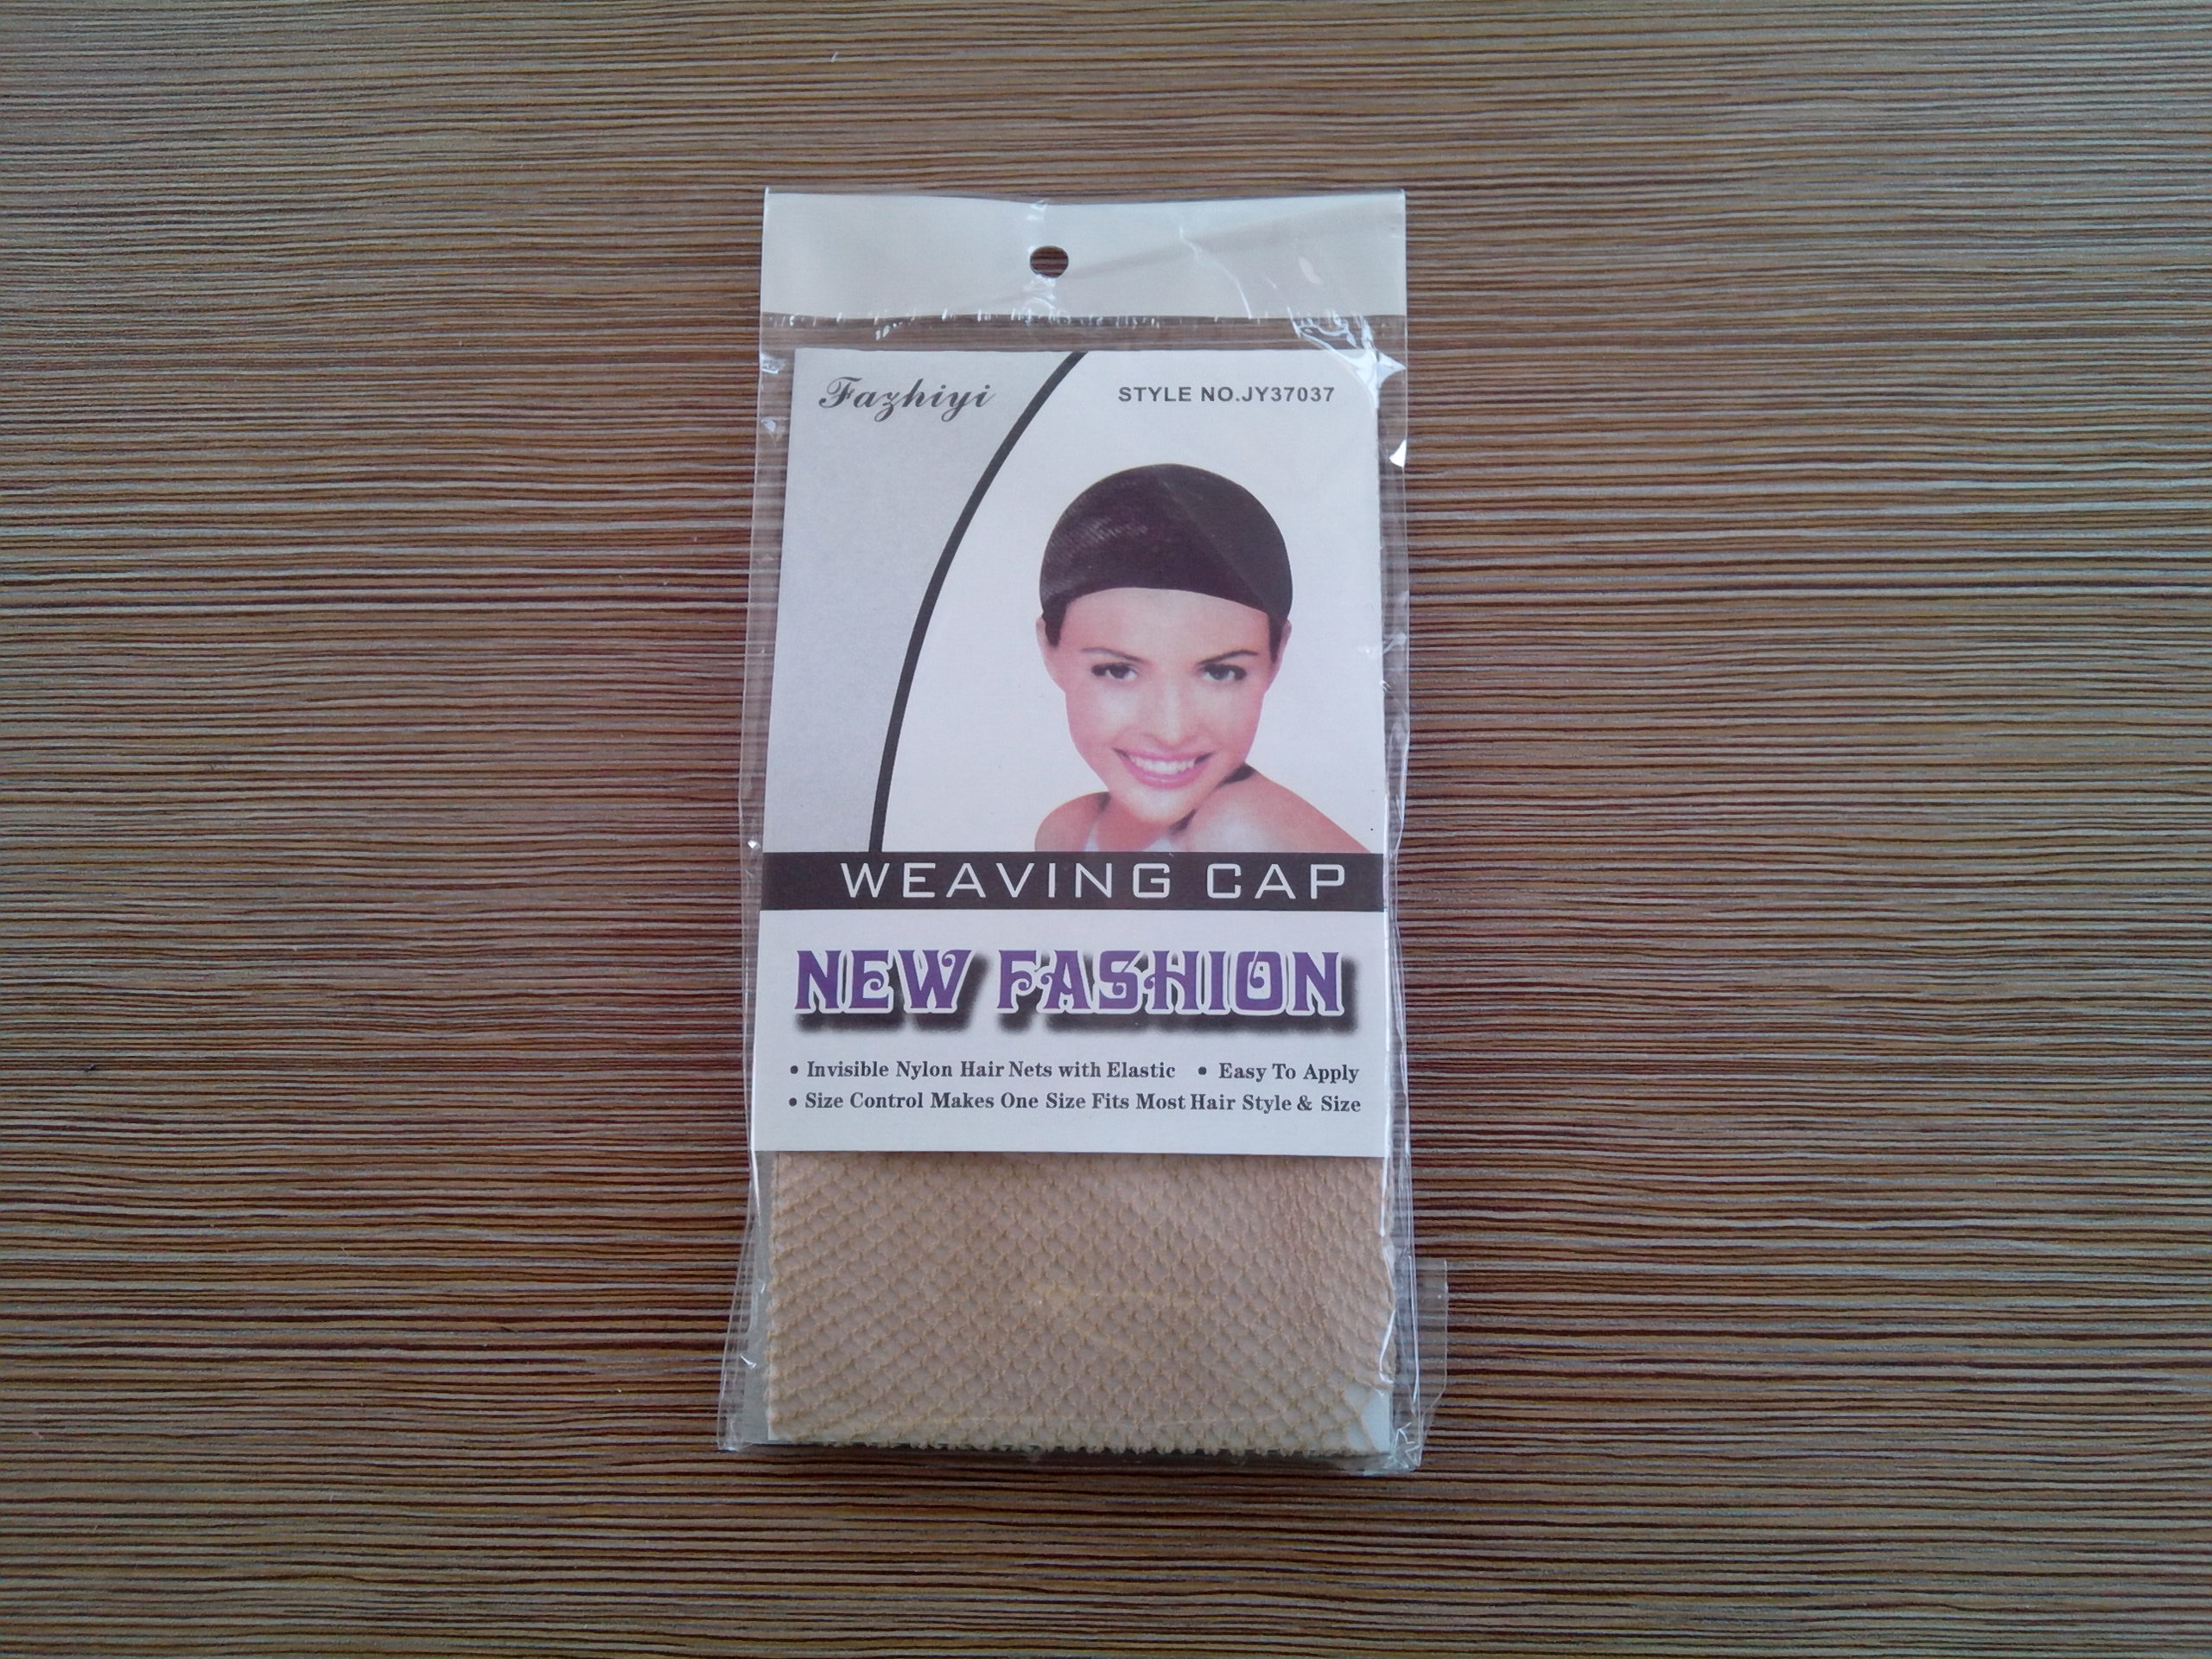 Fazhiyi
STYLE NO.JY37037
WEAVING CAP
NEW FASHION
• Invisible Nylon Hair Nets with Elastic • Easy To Apply
• Size Control Makes One Size Fits Most Hair Style & Size